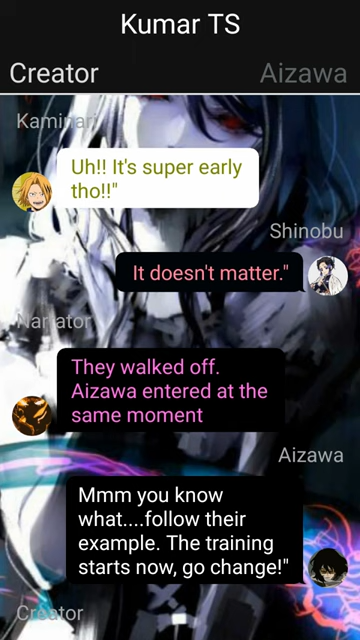 Kumar TS
Creator
Aizawa
Kaminari
Uh!! It's super early
tho!!"
Shinobu
It doesn't matter."
Narrator
They walked off.
Aizawa entered at the
same moment
Aizawa
Mmm you know
what....follow their
example. The training
starts now, go change!"
Creator